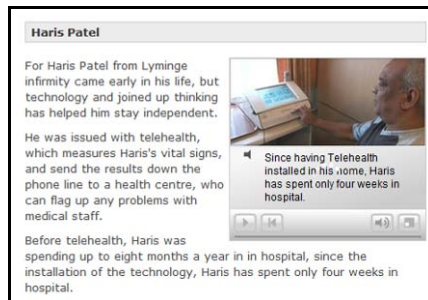 Haris Patel
For Haris Patel from Lyminge
infirmity came early in his life, but
technology and joined up thinking
has helped him stay independent.
He was issued with telehealth,
which measures Haris's vital signs,
and send the results down the
phone line to a health centre, who
can flag up any problems with
medical staff.
Since having Telehealth
installed in his home, Haris
has spent only four weeks in
hospital.
Before telehealth, Haris was
spending up to eight months a year in in hospital, since the
installation of the technology, Haris has spent only four weeks in
hospital.